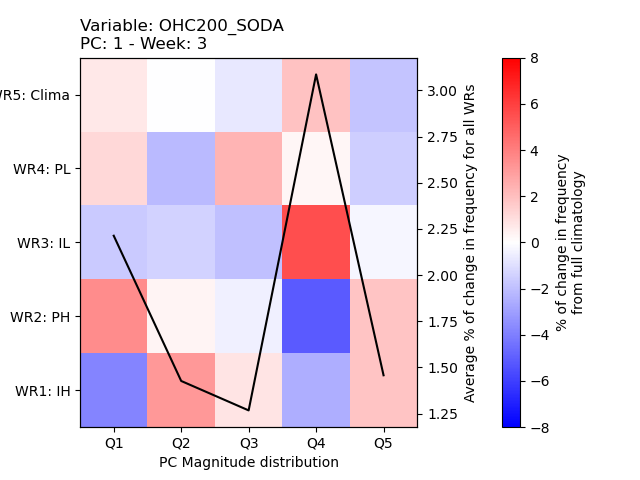 Variable: OHC200_SODA
PC: 1 - Week: 3
WR5: Clima
WR4: PL
WR3: IL
WR2: PH
WR1: IH
Q1 Q2 Q3 Q4 Q5
PC Magnitude distribution
3.00
2.75
2.50
2.25
2.00
1.75
1.50
1.25
Average % of change in frequency for all WRs
8
6
4
2
0
−2
−4
−6
−8
% of change in frequency
from full climatology